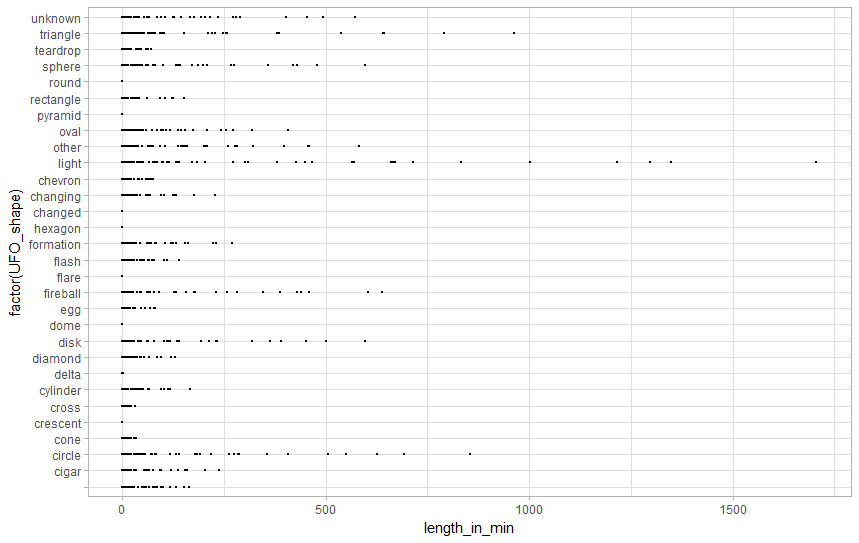 unknown
triangle
teardrop
sphere
round
rectangle
pyramid
oval
other
light
chevron
changing
changed
hexagon
formation
flash
flare
fireball
egg
dome
disk
diamond
delta
cylinder
cross
crescent
cone
circle
cigar
factor(UFO_shape)
0 500 1000 1500
length_in_min